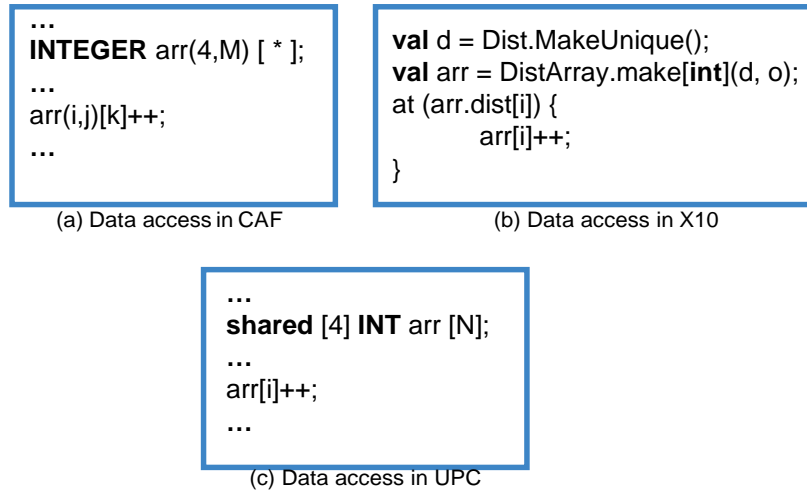 ...
INTEGER arr(4,M) [ * ];
...
arr(i,j)[k]++;
...
(a) Data access in CAF
val d = Dist.MakeUnique();
val arr = DistArray.make[int](d, o);
at (arr.dist[i]) {
arr[i]++;
}
(b) Data access in X10
...
shared [4] INT arr [N];
...
arr[i]++;
...
(c) Data access in UPC